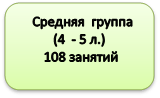 Средняя группа
(4 - 5 л.)
108 занятий